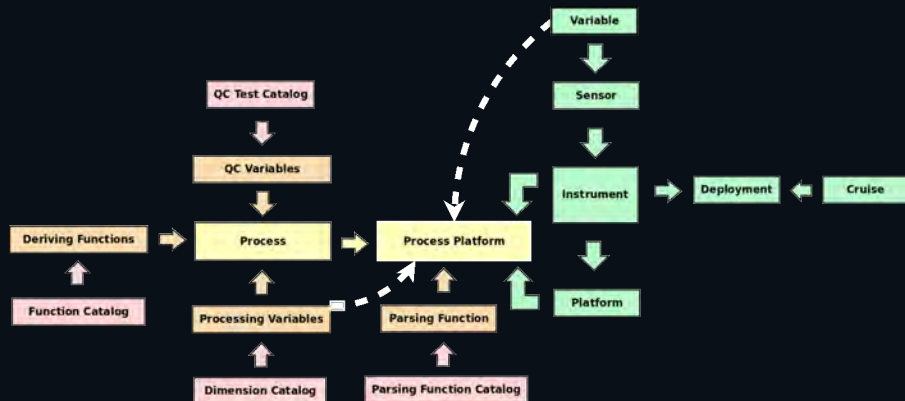 Variable
QC Test Catalog
Sensor
QC Variables
Instrument
Deployment
Cruise
Deriving Functions
Process
Process Platform
Function Catalog
Processing Variables
Parsing Function
Platform
Dimension Catalog
Parsing Function Catalog